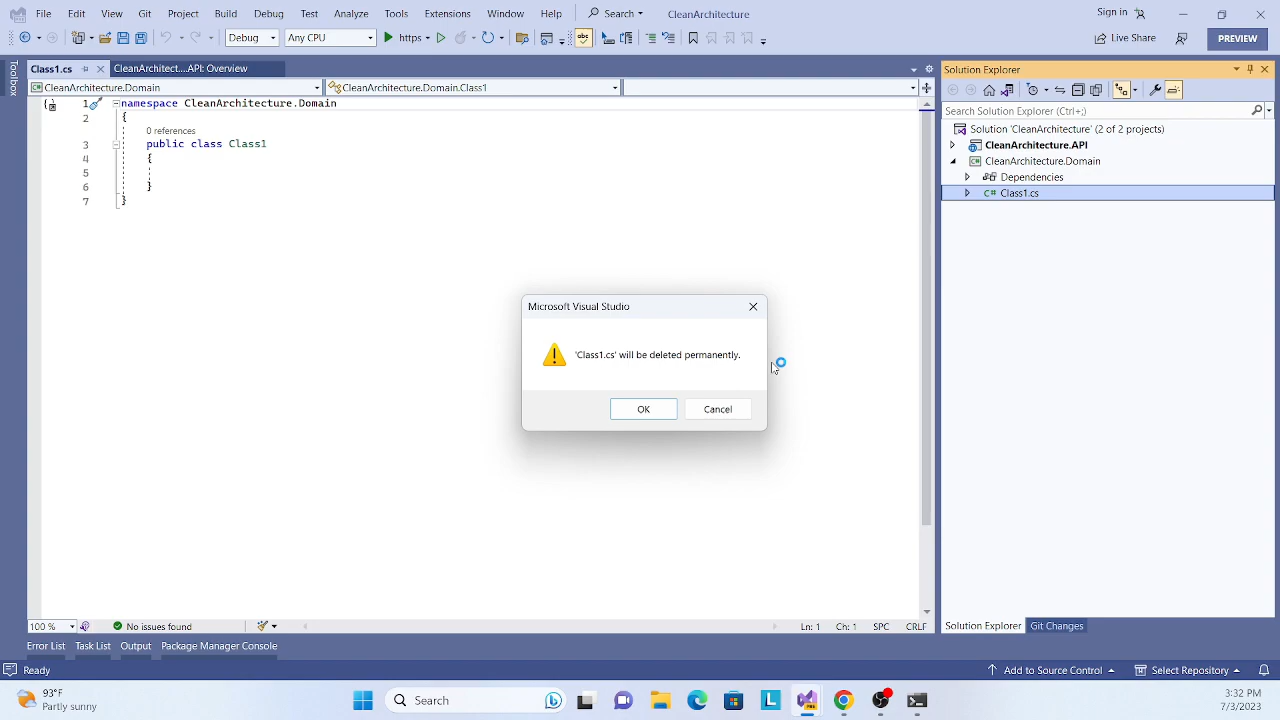 File Edit View Git Project Build Debug Test Analyze Tools Extensions Window Help Search CleanArchitecture Sign in
Debug Any CPU https Live Share PREVIEW
Toolbox
Class1.cs CleanArchitect....API: Overview
CleanArchitecture.Domain CleanArchitecture.Domain.Class1
1 namespace CleanArchitecture.Domain
2 {
0 references
3 public class Class1
4 {
5
6 }
7 }
Solution Explorer
Search Solution Explorer (Ctrl+;)
Solution 'CleanArchitecture' (2 of 2 projects)
CleanArchitecture.API
CleanArchitecture.Domain
Dependencies
C# Class1.cs
Microsoft Visual Studio
'Class1.cs' will be deleted permanently.
OK Cancel
100 % No issues found Ln: 1 Ch: 1 SPC CRLF
Solution Explorer Git Changes
Error List Task List Output Package Manager Console
Ready Add to Source Control Select Repository
93°F
Partly sunny
Search
3:32 PM
7/3/2023